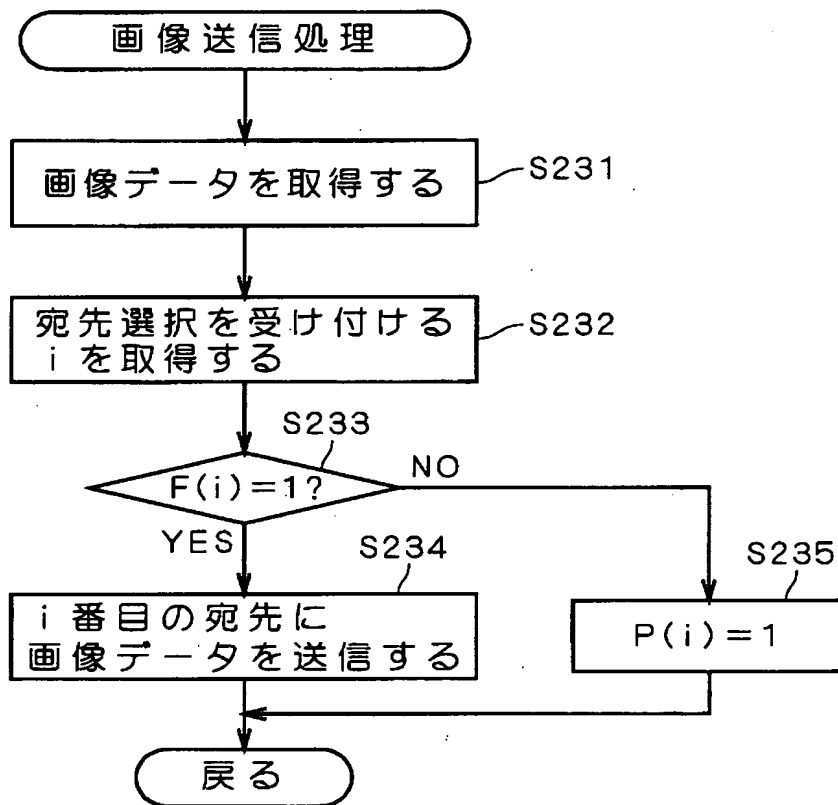 画像送信処理
画像データを取得する
S231
宛先選択を受け付ける
iを取得する
S232
S233
F(i)=1?
NO
YES
S234
i番目の宛先に
画像データを送信する
S235
P(i)=1
戻る